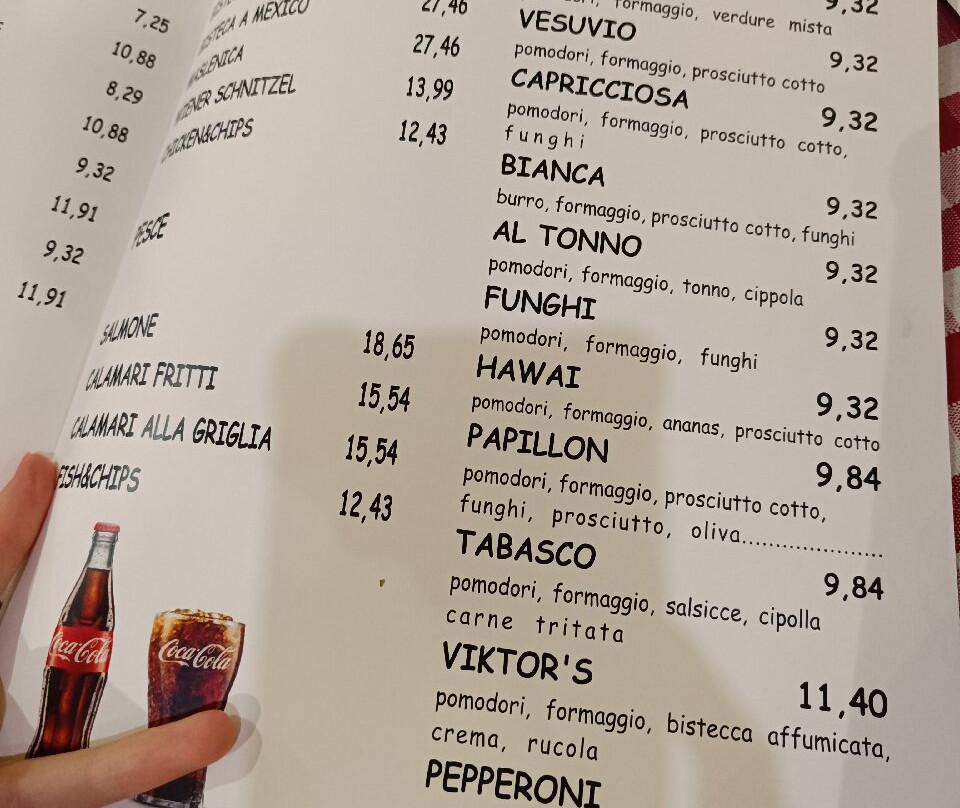 7,25
10,88
8,29
10,88
9,32
11,91
9,32
11,91
A MEXICO 27,46
27,46
WIENER SCHNITZEL 13,99
CHICKEN&CHIPS 12,43
PESCE
SALMONE 18,65
CALAMARI FRITTI 15,54
CALAMARI ALLA GRIGLIA 15,54
FISH&CHIPS 12,43
Coca-Cola
Coca-Cola
9,32
formaggio, verdure mista
VESUVIO 9,32
pomodori, formaggio, prosciutto cotto
CAPRICCIOSA 9,32
pomodori, formaggio, prosciutto cotto,
funghi
BIANCA 9,32
burro, formaggio, prosciutto cotto, funghi
AL TONNO 9,32
pomodori, formaggio, tonno, cippola
FUNGHI 9,32
pomodori, formaggio, funghi
HAWAI 9,32
pomodori, formaggio, ananas, prosciutto cotto
PAPILLON 9,84
pomodori, formaggio, prosciutto cotto,
funghi, prosciutto, oliva......................
TABASCO 9,84
pomodori, formaggio, salsicce, cipolla
carne tritata
VIKTOR'S 11,40
pomodori, formaggio, bistecca affumicata,
crema, rucola
PEPPERONI